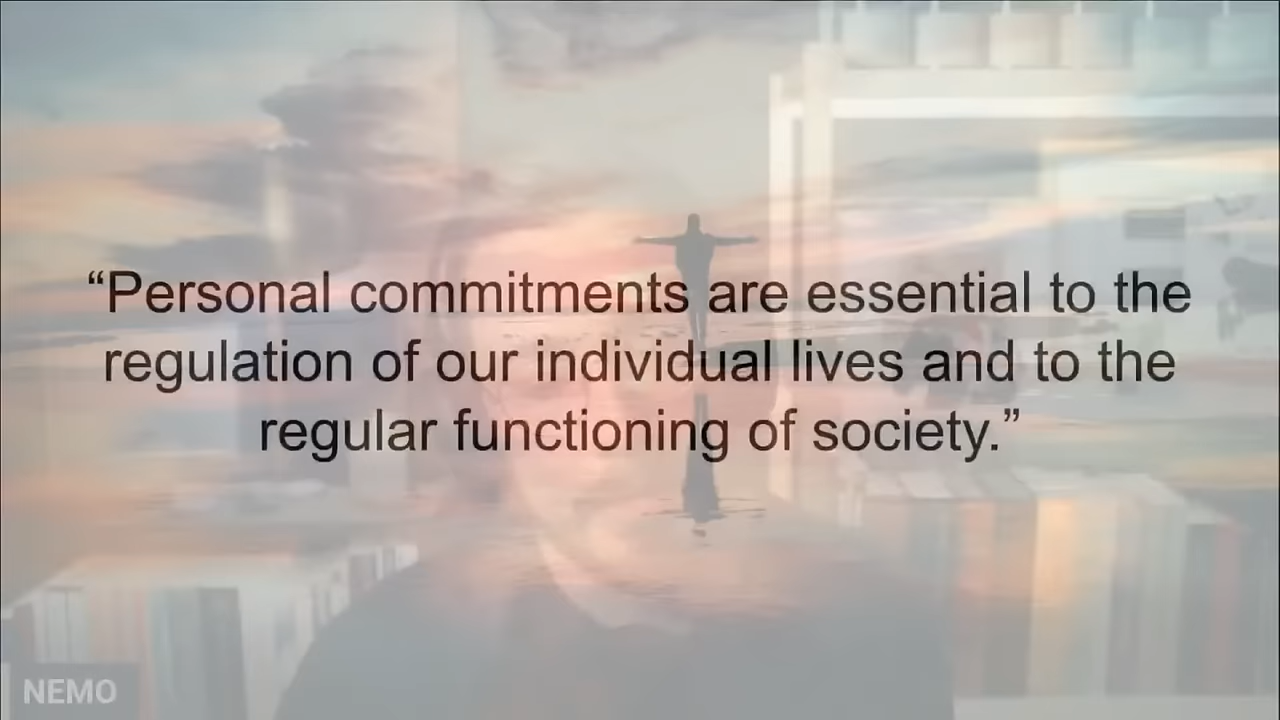 “Personal commitments are essential to the
regulation of our individual lives and to the
regular functioning of society.”
NEMO